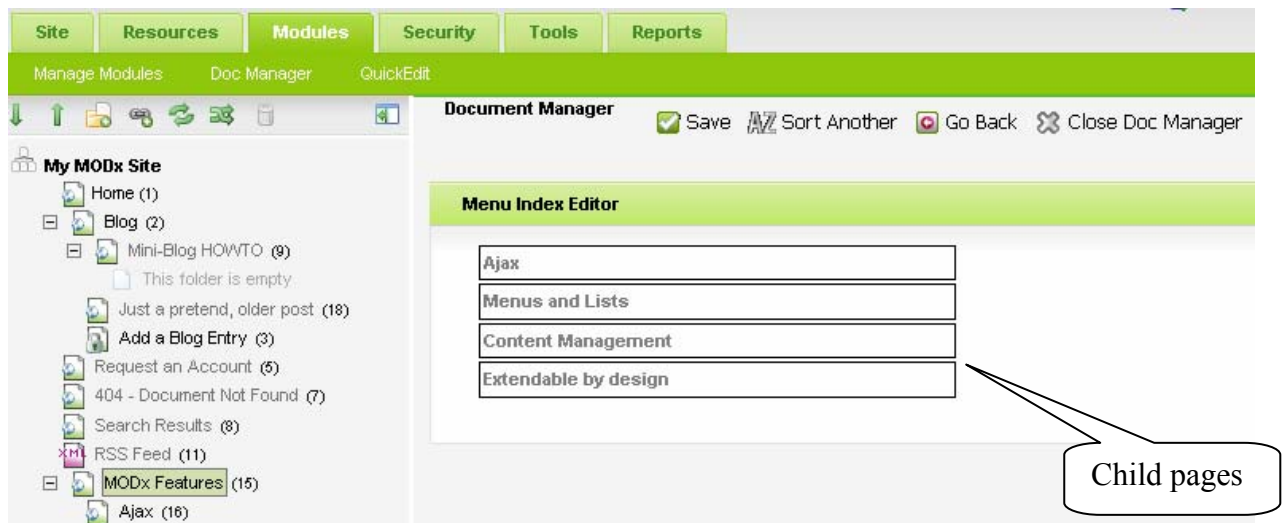 Site Resources Modules Security Tools Reports
Manage Modules Doc Manager QuickEdit
Document Manager Save AZ Sort Another Go Back Close Doc Manager
My MODx Site
Home (1)
Blog (2)
Mini-Blog HOWTO (9)
This folder is empty
Just a pretend, older post (18)
Add a Blog Entry (3)
Request an Account (5)
404 - Document Not Found (7)
Search Results (8)
XML RSS Feed (11)
MODx Features (15)
Ajax (16)
Menu Index Editor
Ajax
Menus and Lists
Content Management
Extendable by design
Child pages